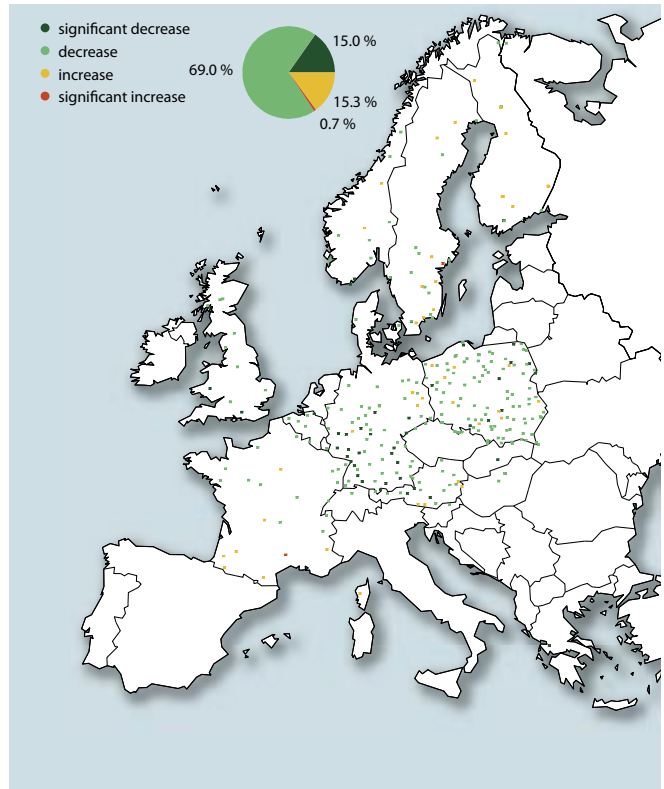 significant decrease
decrease
increase
significant increase
15.0 %
69.0 %
15.3 %
0.7 %